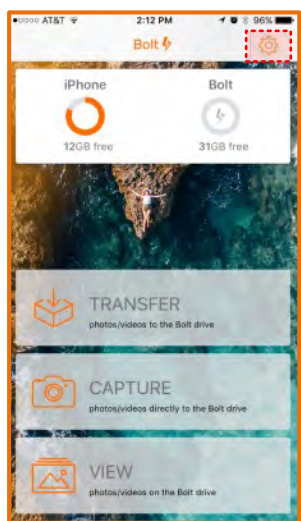 AT&T 2:12 PM 96%
Bolt
iPhone Bolt
12GB free 31GB free
TRANSFER
photos/videos to the Bolt drive
CAPTURE
photos/videos directly to the Bolt drive
VIEW
photos/videos on the Bolt drive